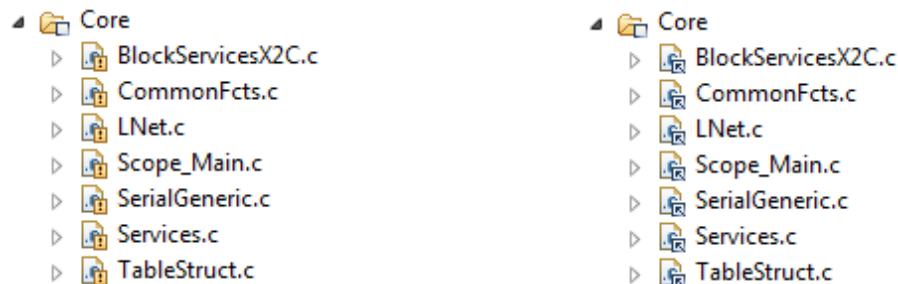 Core
BlockServicesX2C.c
CommonFcts.c
LNet.c
Scope_Main.c
SerialGeneric.c
Services.c
TableStruct.c
Core
BlockServicesX2C.c
CommonFcts.c
LNet.c
Scope_Main.c
SerialGeneric.c
Services.c
TableStruct.c